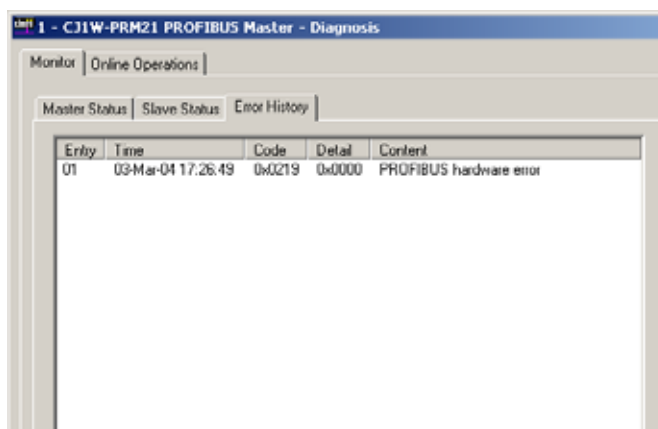 1 - CJ1W-PRM21 PROFIBUS Master - Diagnosis
Monitor Online Operations
Master Status Slave Status Error History
Entry Time Code Detail Content
01 03-Mar-04 17:26:49 0x0219 0x0000 PROFIBUS hardware error